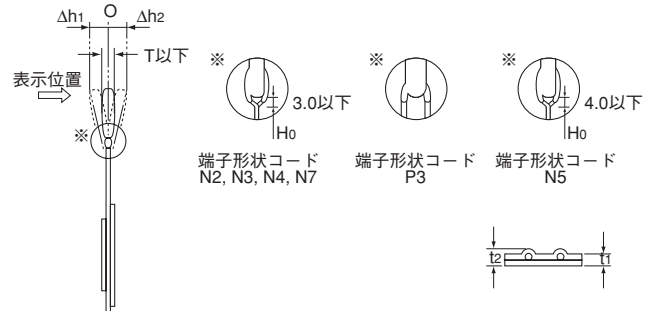 Δh1 O Δh2
T以下
表示位置
※
※
3.0以下
H0
端子形状コード
N2, N3, N4, N7
※
端子形状コード
P3
※
4.0以下
H0
端子形状コード
N5
t2
t1